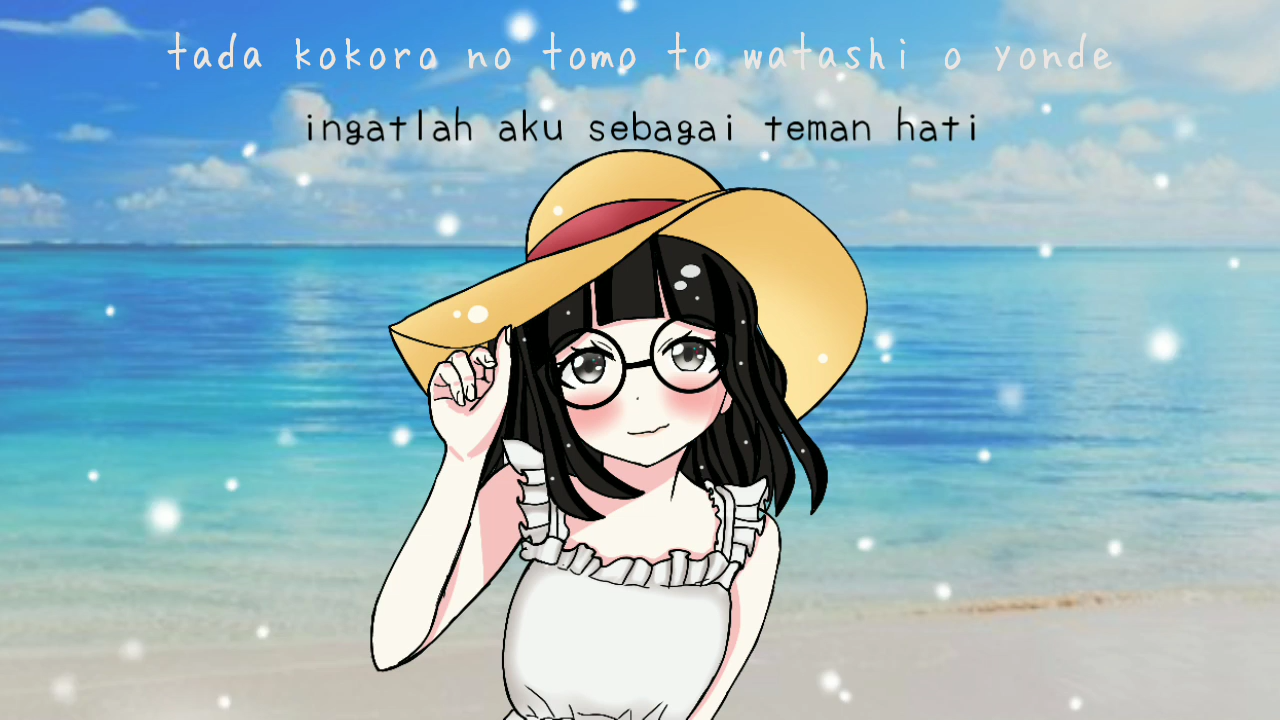 tada kokoro no tomo to watashi o yonde
ingatlah aku sebagai teman hati